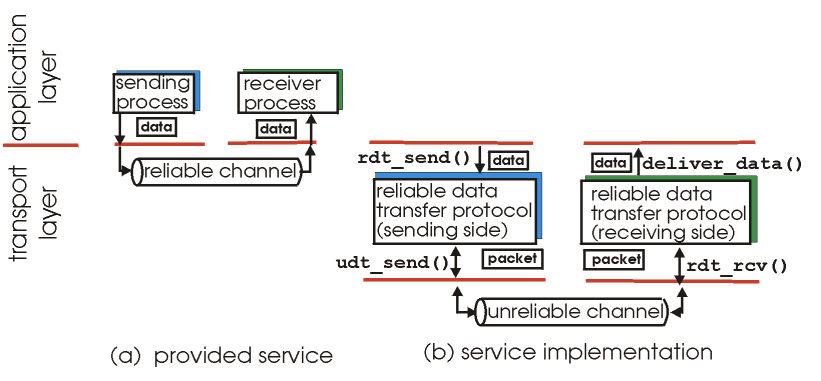 application
layer
transport
layer
sending
process
receiver
process
data
data
reliable channel
(a) provided service
rdt_send()
data
data
deliver_data()
reliable data
transfer protocol
(sending side)
reliable data
transfer protocol
(receiving side)
udt_send()
packet
packet
rdt_rcv()
unreliable channel
(b) service implementation